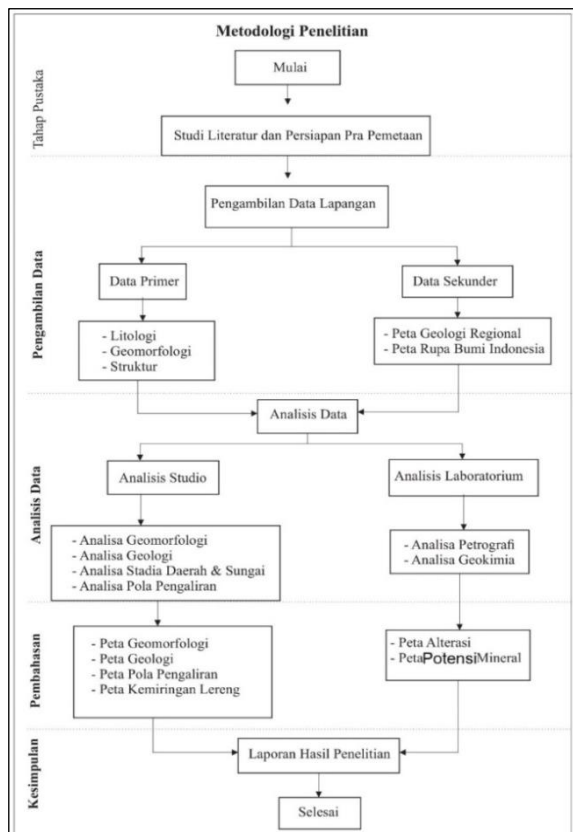 Metodologi Penelitian
Tahap Pustaka
Mulai
Studi Literatur dan Persiapan Pra Pemetaan
Pengambilan Data
Pengambilan Data Lapangan
Data Primer
Data Sekunder
- Litologi
- Geomorfologi
- Struktur
- Peta Geologi Regional
- Peta Rupa Bumi Indonesia
Analisis Data
Analisis Data
Analisis Studio
Analisis Laboratorium
- Analisa Geomorfologi
- Analisa Geologi
- Analisa Stadia Daerah & Sungai
- Analisa Pola Pengaliran
- Analisa Petrografi
- Analisa Geokimia
Pembahasan
- Peta Geomorfologi
- Peta Geologi
- Peta Pola Pengaliran
- Peta Kemiringan Lereng
- Peta Alterasi
- Peta Potensi Mineral
Kesimpulan
Laporan Hasil Penelitian
Selesai